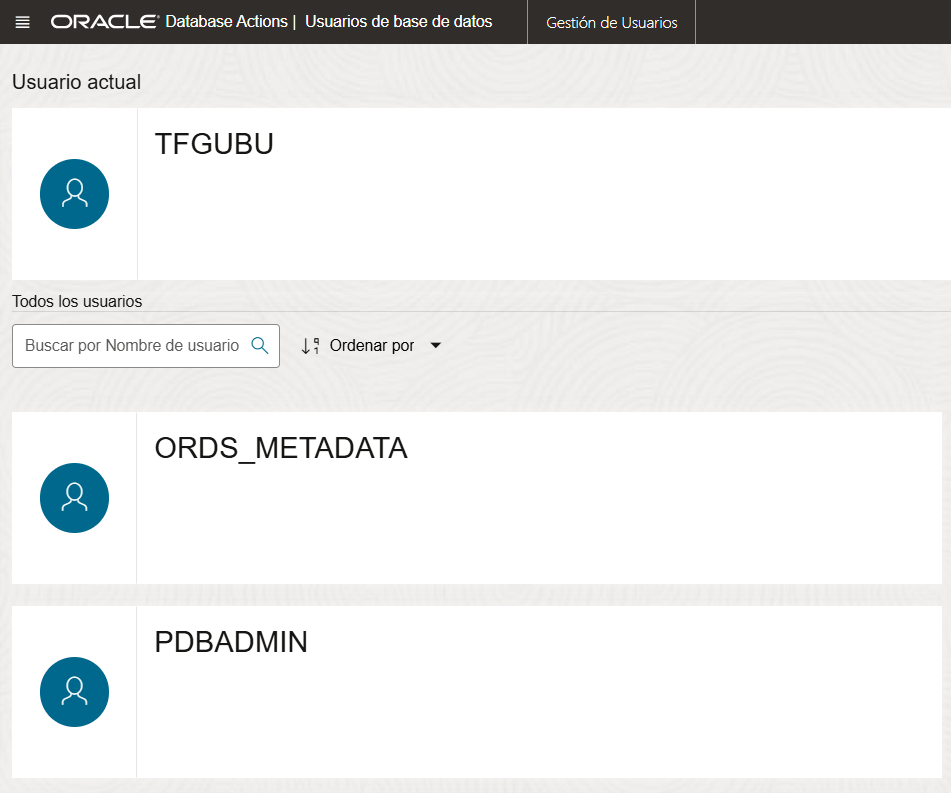 ORACLE Database Actions | Usuarios de base de datos Gestión de Usuarios
Usuario actual
TFGUBU
Todos los usuarios
Buscar por Nombre de usuario Ordenar por
ORDS_METADATA
PDBADMIN